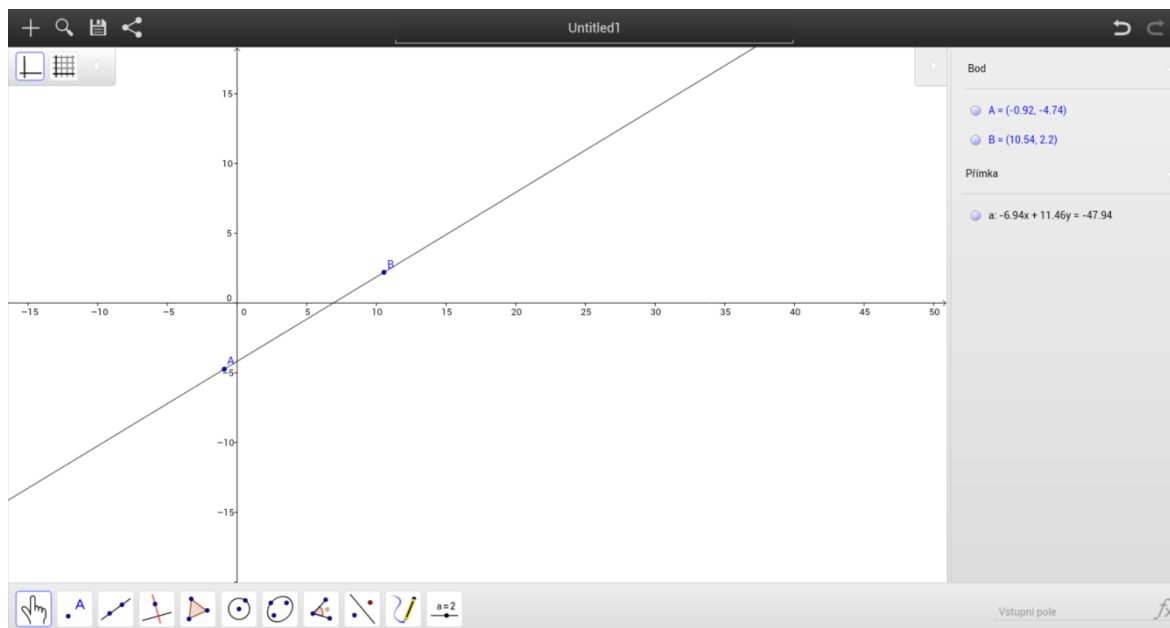 Untitled1
Bod
A = (-0.92, -4.74)
B = (10.54, 2.2)
Přímka
a: -6.94x + 11.46y = -47.94
15
10
5
0
−15
−10
−5
0
5
10
15
20
25
30
35
40
45
50
−5
−10
−15
B
A
A
α
a=2
Vstupní pole
fx